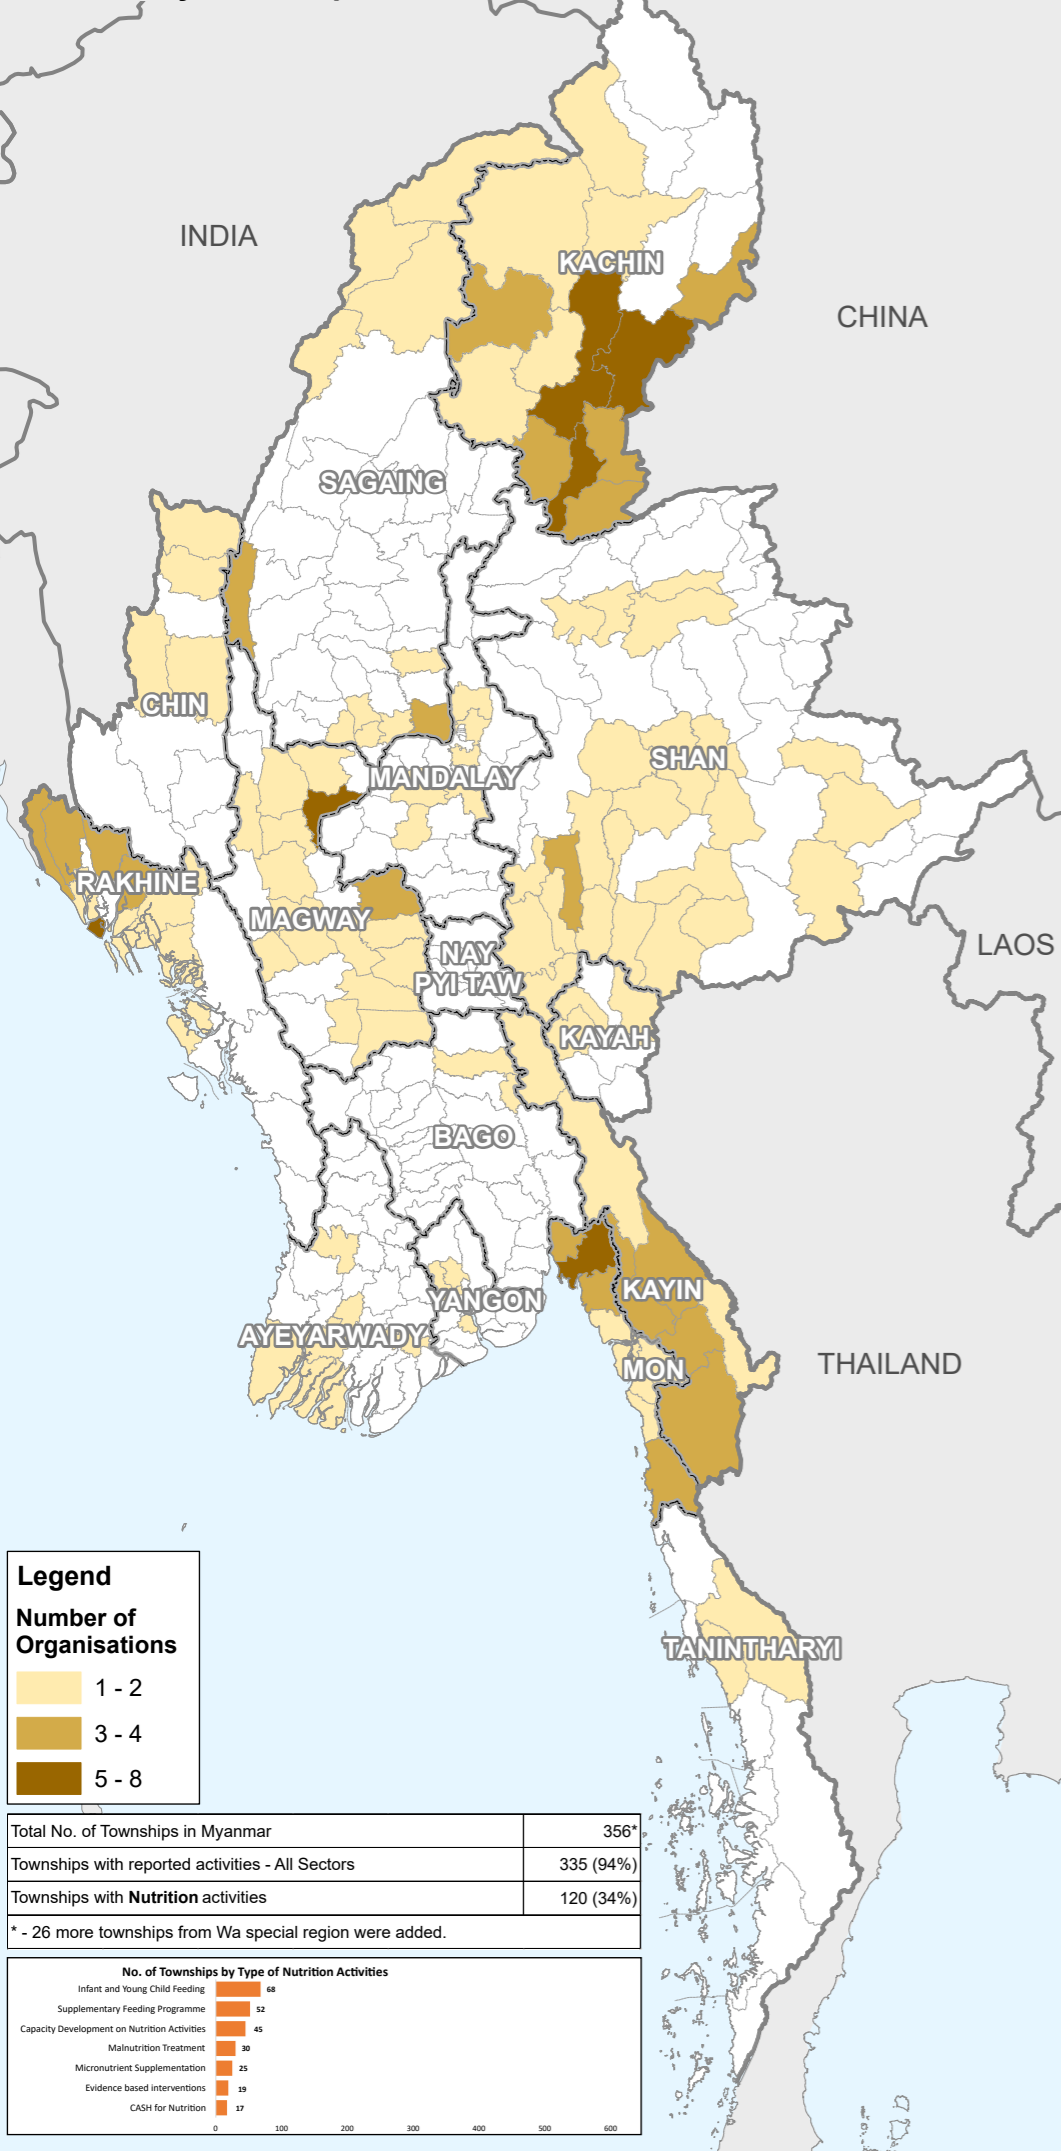 INDIA
KACHIN
CHINA
SAGAING
CHIN
SHAN
MANDALAY
RAKHINE
MAGWAY
NAY
PYI TAW
LAOS
KAYAH
BAGO
KAYIN
YANGON
AYEYARWADY
MON
THAILAND
TANINTHARYI
Legend
Number of
Organisations
1 - 2
3 - 4
5 - 8
Total No. of Townships in Myanmar 356*
Townships with reported activities - All Sectors 335 (94%)
Townships with Nutrition activities 120 (34%)
* - 26 more townships from Wa special region were added.
No. of Townships by Type of Nutrition Activities
Infant and Young Child Feeding 68
Supplementary Feeding Programme 52
Capacity Development on Nutrition Activities 45
Malnutrition Treatment 30
Micronutrient Supplementation 25
Evidence based interventions 19
CASH for Nutrition 17
0 100 200 300 400 500 600